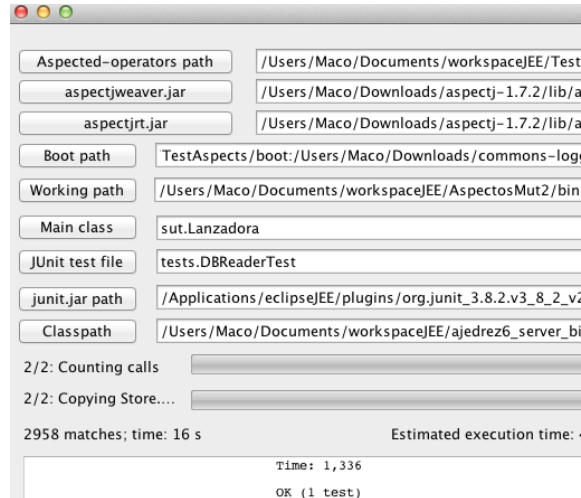 Aspected-operators path /Users/Maco/Documents/workspaceJEE/Test
aspectjweaver.jar /Users/Maco/Downloads/aspectj-1.7.2/lib/a
aspectjrt.jar /Users/Maco/Downloads/aspectj-1.7.2/lib/a
Boot path TestAspects/boot:/Users/Maco/Downloads/commons-logg
Working path /Users/Maco/Documents/workspaceJEE/AspectosMut2/bin
Main class sut.Lanzadora
JUnit test file tests.DBReaderTest
junit.jar path /Applications/eclipseJEE/plugins/org.junit_3.8.2.v3_8_2_v2
Classpath /Users/Maco/Documents/workspaceJEE/ajedrez6_server_bi
2/2: Counting calls
2/2: Copying Store....
2958 matches; time: 16 s Estimated execution time: 4
Time: 1,336
OK (1 test)